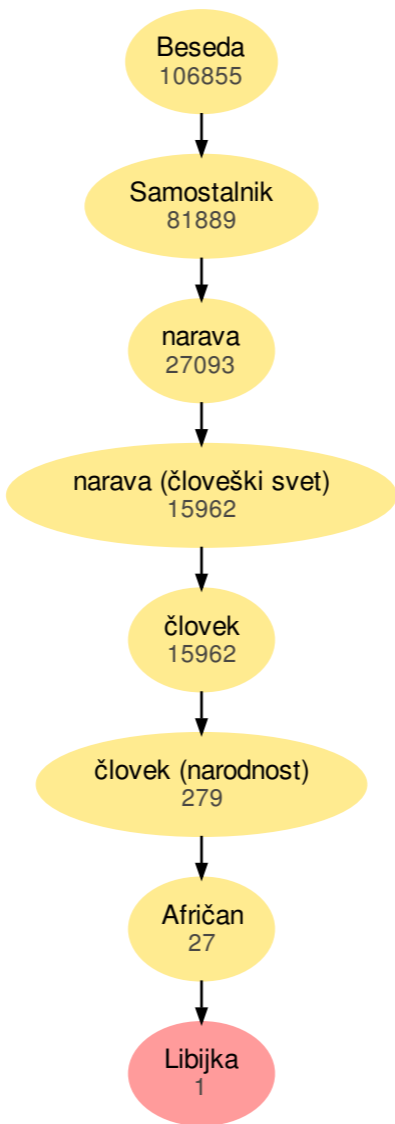 Beseda
106855
Samostalnik
81889
narava
27093
narava (človeški svet)
15962
človek
15962
človek (narodnost)
279
Afričan
27
Libijka
1